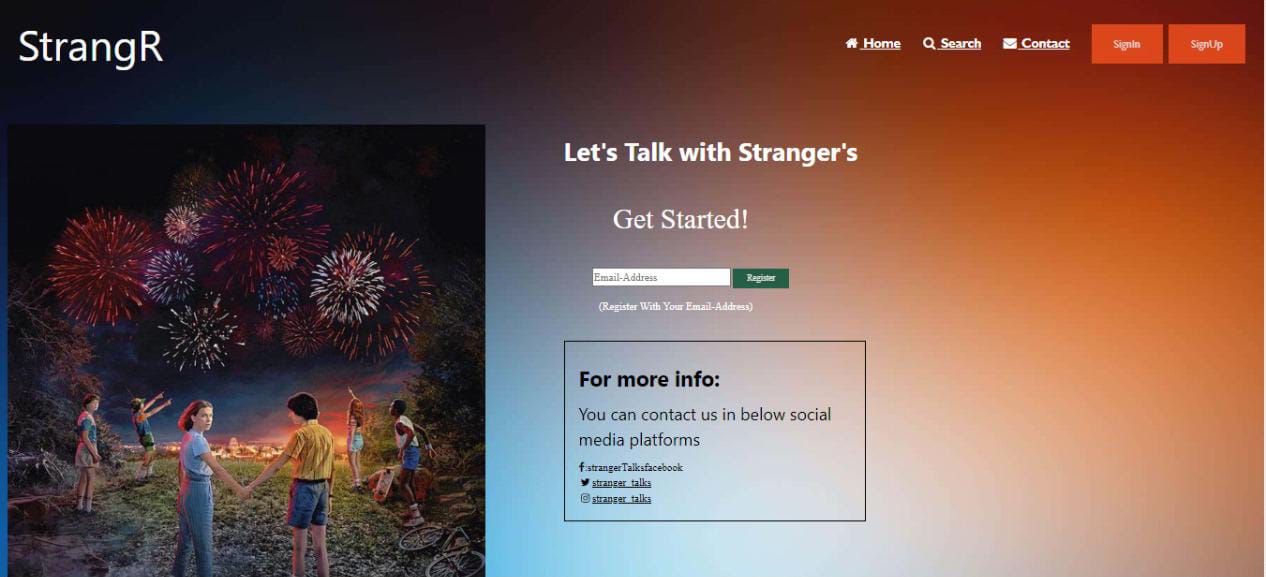 StrangR
Home Search Contact SignIn SignUp
Let's Talk with Stranger's
Get Started!
Email-Address Register
(Register With Your Email-Address)
For more info:
You can contact us in below social
media platforms
:strangerTalksfacebook
stranger_talks
stranger_talks